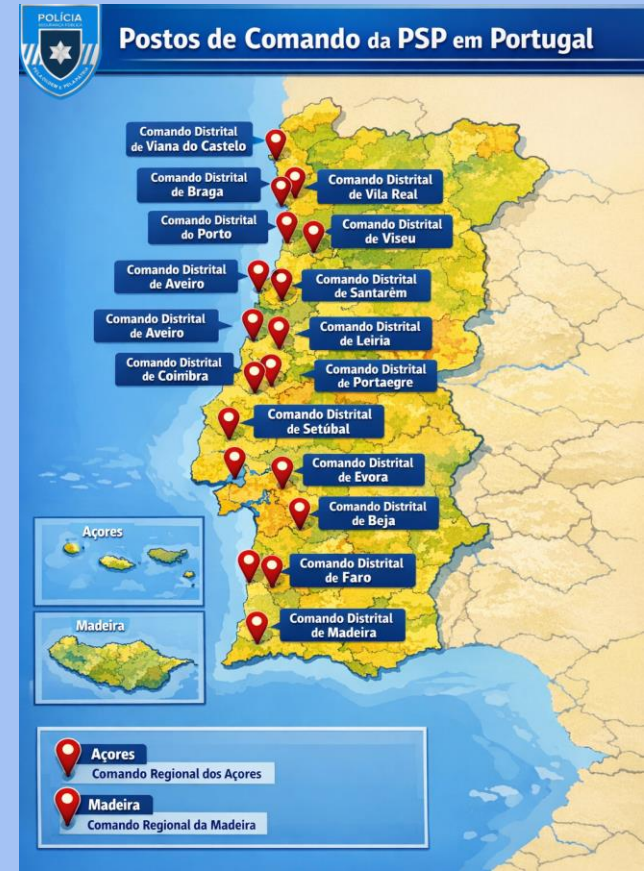 POLÍCIA
SEGURANÇA PÚBLICA
Postos de Comando da PSP em Portugal
Comando Distrital
de Viana do Castelo
Comando Distrital
de Braga
Comando Distrital
de Vila Real
Comando Distrital
do Porto
Comando Distrital
de Viseu
Comando Distrital
de Aveiro
Comando Distrital
de Santarêm
Comando Distrital
de Aveiro
Comando Distrital
de Leiria
Comando Distrital
de Coimbra
Comando Distrital
de Portaegre
Comando Distrital
de Setúbal
Comando Distrital
de Evora
Comando Distrital
de Beja
Comando Distrital
de Faro
Comando Distrital
de Madeira
Açores
Madeira
Açores
Comando Regional dos Açores
Madeira
Comando Regional da Madeira